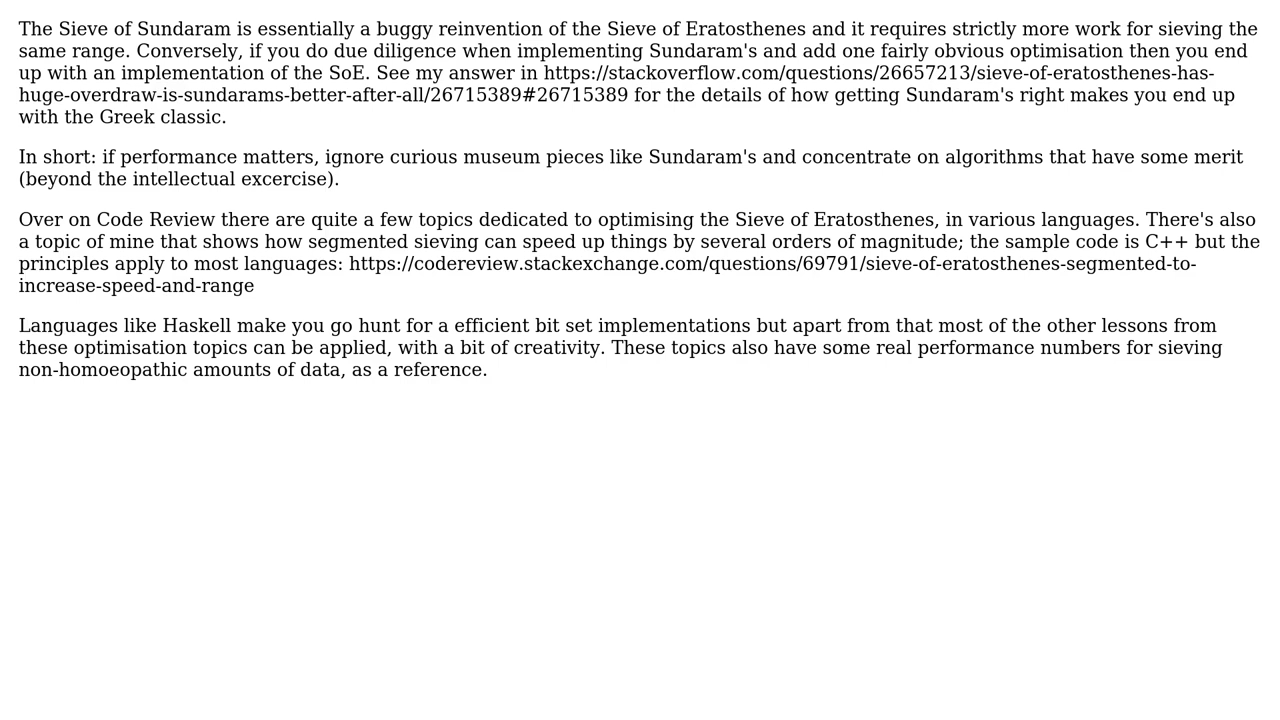 The Sieve of Sundaram is essentially a buggy reinvention of the Sieve of Eratosthenes and it requires strictly more work for sieving the
same range. Conversely, if you do due diligence when implementing Sundaram's and add one fairly obvious optimisation then you end
up with an implementation of the SoE. See my answer in https://stackoverflow.com/questions/26657213/sieve-of-eratosthenes-has-
huge-overdraw-is-sundarams-better-after-all/26715389#26715389 for the details of how getting Sundaram's right makes you end up
with the Greek classic.
In short: if performance matters, ignore curious museum pieces like Sundaram's and concentrate on algorithms that have some merit
(beyond the intellectual excercise).
Over on Code Review there are quite a few topics dedicated to optimising the Sieve of Eratosthenes, in various languages. There's also
a topic of mine that shows how segmented sieving can speed up things by several orders of magnitude; the sample code is C++ but the
principles apply to most languages: https://codereview.stackexchange.com/questions/69791/sieve-of-eratosthenes-segmented-to-
increase-speed-and-range
Languages like Haskell make you go hunt for a efficient bit set implementations but apart from that most of the other lessons from
these optimisation topics can be applied, with a bit of creativity. These topics also have some real performance numbers for sieving
non-homoeopathic amounts of data, as a reference.